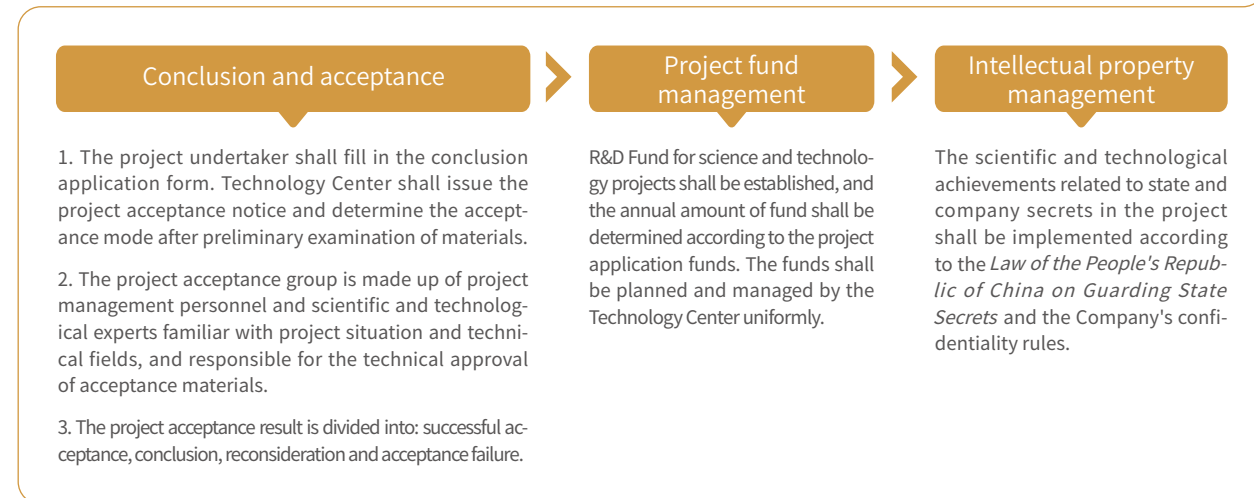 Conclusion and acceptance
1. The project undertaker shall fill in the conclusion
application form. Technology Center shall issue the
project acceptance notice and determine the accept-
ance mode after preliminary examination of materials.
2. The project acceptance group is made up of project
management personnel and scientific and technolog-
ical experts familiar with project situation and techni-
cal fields, and responsible for the technical approval
of acceptance materials.
3. The project acceptance result is divided into: successful ac-
ceptance, conclusion, reconsideration and acceptance failure.
Project fund
management
R&D Fund for science and technolo-
gy projects shall be established, and
the annual amount of fund shall be
determined according to the project
application funds. The funds shall
be planned and managed by the
Technology Center uniformly.
Intellectual property
management
The scientific and technological
achievements related to state and
company secrets in the project
shall be implemented according
to the Law of the People's Repub-
lic of China on Guarding State
Secrets and the Company's confi-
dentiality rules.